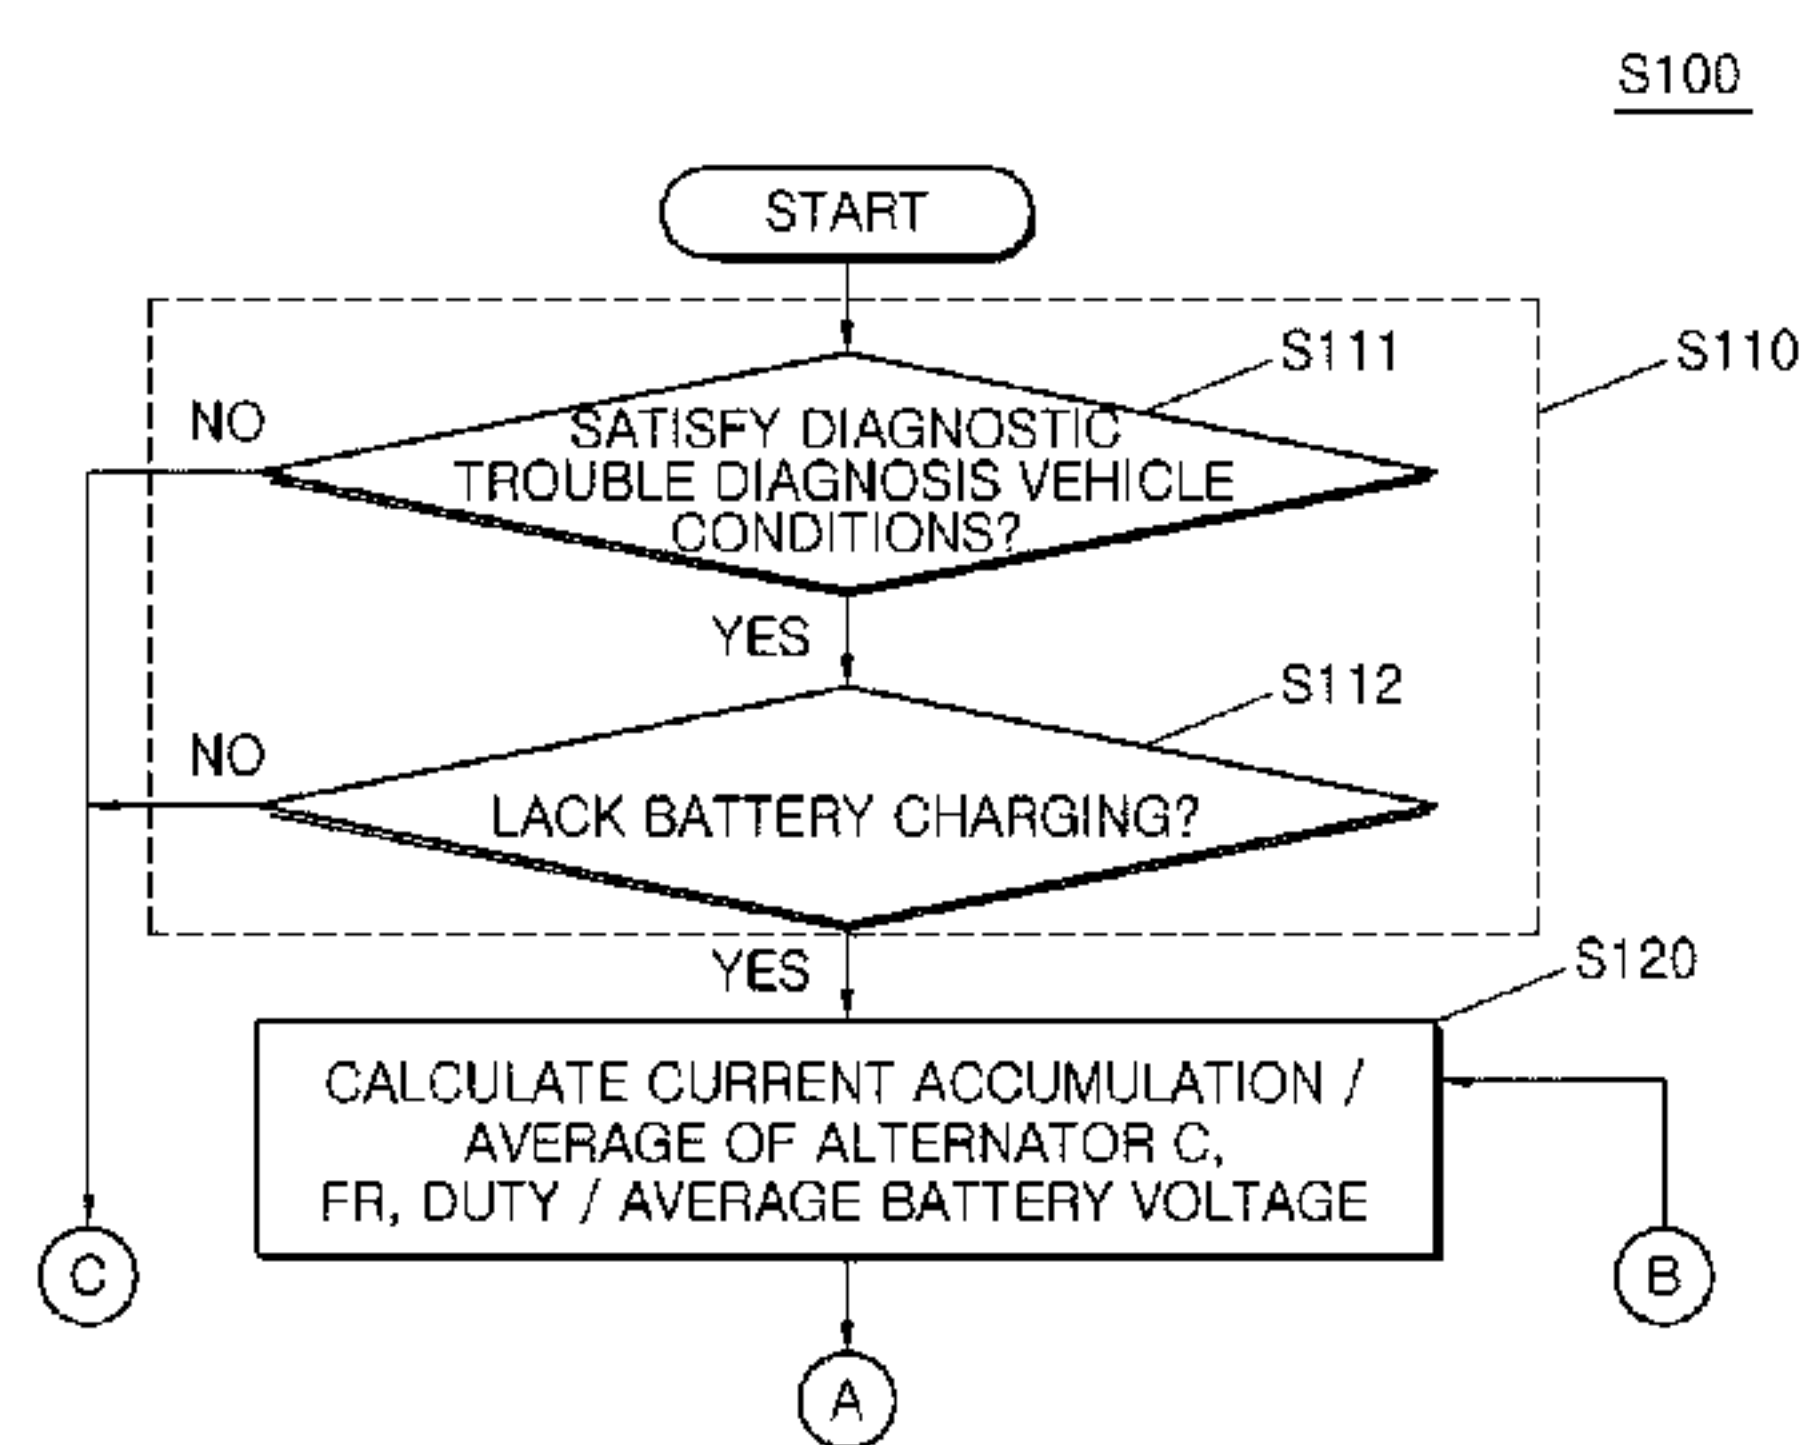 S100
START
S111
S110
NO
SATISFY DIAGNOSTIC
TROUBLE DIAGNOSIS VEHICLE
CONDITIONS?
YES
S112
NO
LACK BATTERY CHARGING?
YES
S120
CALCULATE CURRENT ACCUMULATION /
AVERAGE OF ALTERNATOR C,
FR, DUTY / AVERAGE BATTERY VOLTAGE
C
B
A